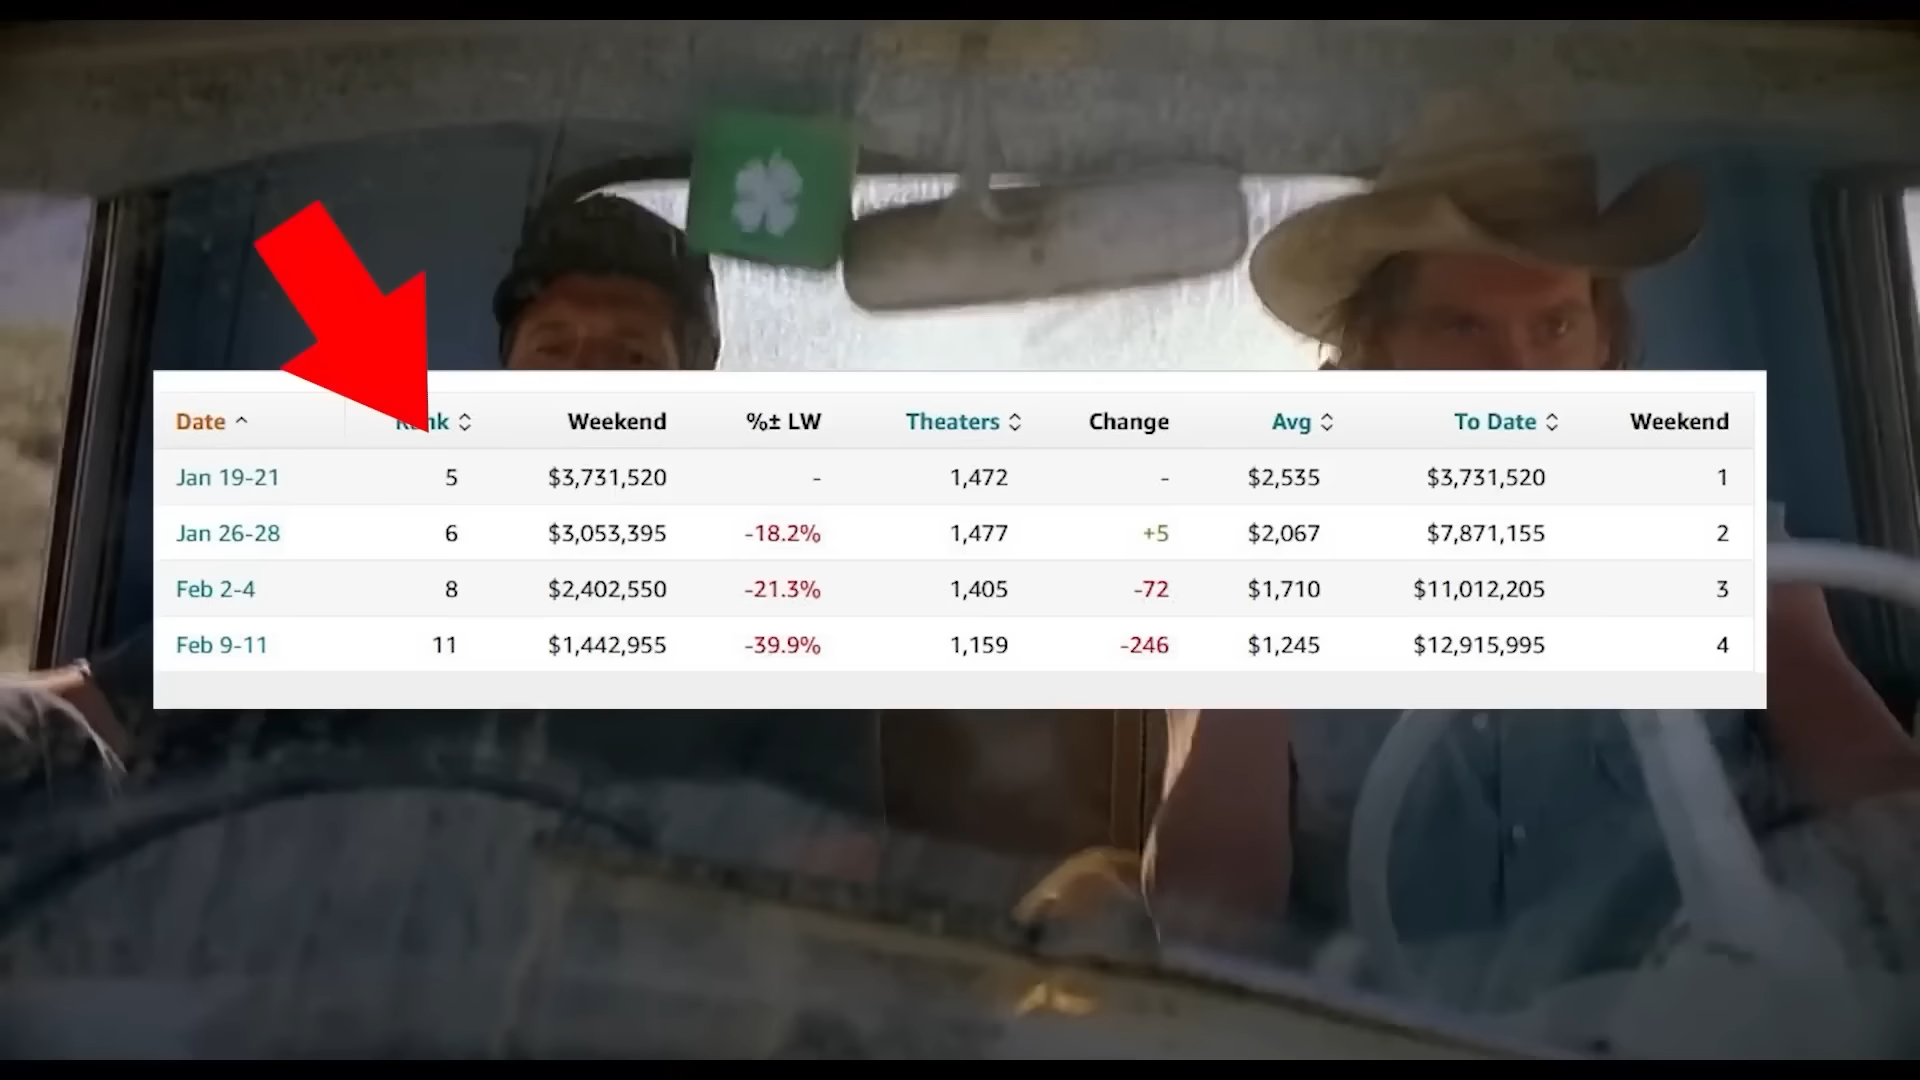 Date Rank Weekend %± LW Theaters Change Avg To Date Weekend
Jan 19-21 5 $3,731,520 - 1,472 - $2,535 $3,731,520 1
Jan 26-28 6 $3,053,395 -18.2% 1,477 +5 $2,067 $7,871,155 2
Feb 2-4 8 $2,402,550 -21.3% 1,405 -72 $1,710 $11,012,205 3
Feb 9-11 11 $1,442,955 -39.9% 1,159 -246 $1,245 $12,915,995 4